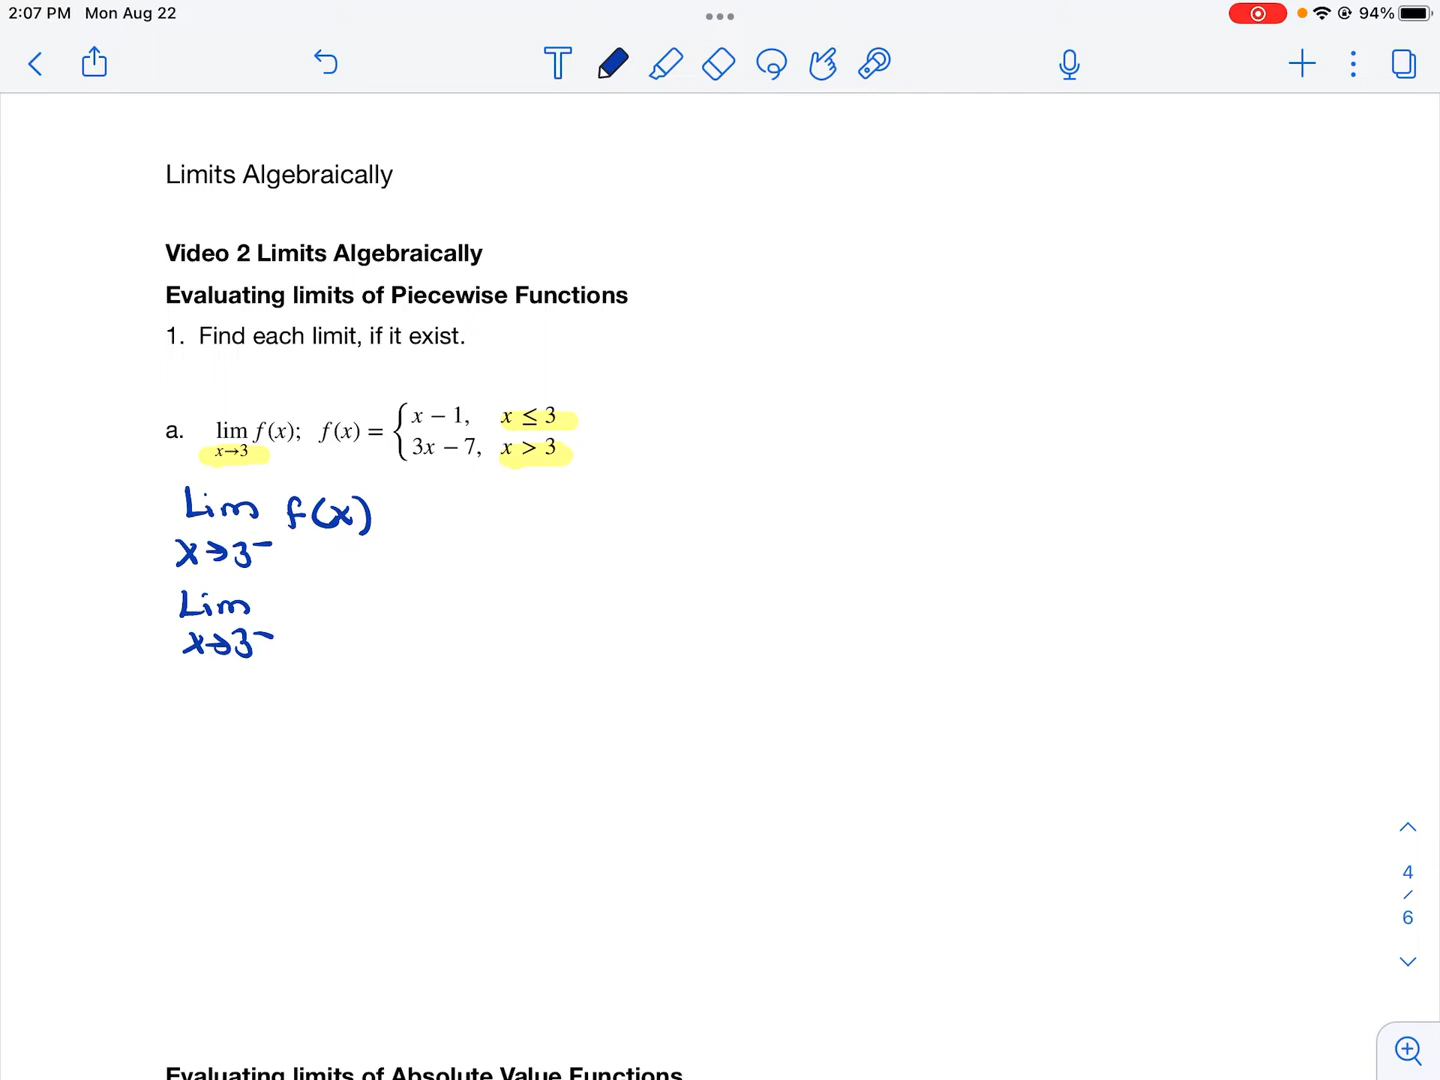 2:07 PM Mon Aug 22
94%
T
Limits Algebraically
Video 2 Limits Algebraically
Evaluating limits of Piecewise Functions
1. Find each limit, if it exist.
a. lim f(x); f(x) = { x − 1, x ≤ 3
x→3 3x − 7, x > 3
Lim f(x)
x→3⁻
Lim
x→3⁻
4
/
6
Evaluating limits of Absolute Value Functions